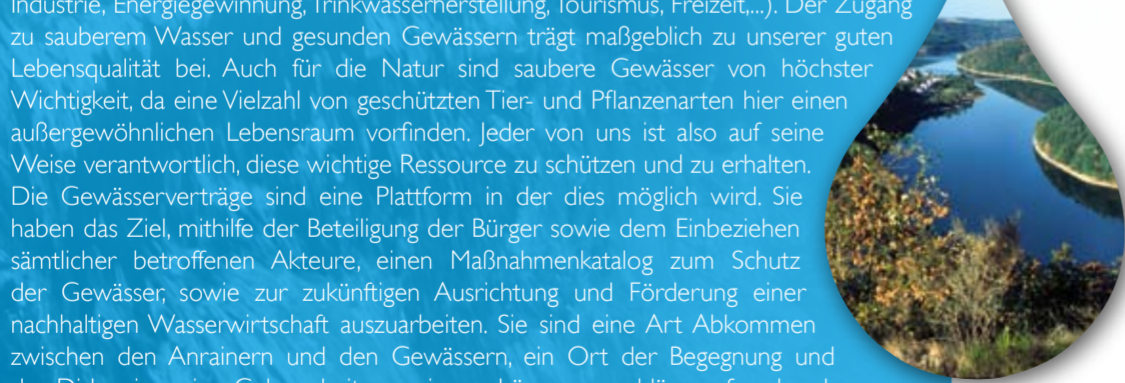 Industrie, Energiegewinnung, Trinkwasserherstellung, Tourismus, Freizeit,...). Der Zugang
zu sauberem Wasser und gesunden Gewässern trägt maßgeblich zu unserer guten
Lebensqualität bei. Auch für die Natur sind saubere Gewässer von höchster
Wichtigkeit, da eine Vielzahl von geschützten Tier- und Pflanzenarten hier einen
außergewöhnlichen Lebensraum vorfinden. Jeder von uns ist also auf seine
Weise verantwortlich, diese wichtige Ressource zu schützen und zu erhalten.
Die Gewässerverträge sind eine Plattform in der dies möglich wird. Sie
haben das Ziel, mithilfe der Beteiligung der Bürger sowie dem Einbeziehen
sämtlicher betroffenen Akteure, einen Maßnahmenkatalog zum Schutz
der Gewässer, sowie zur zukünftigen Ausrichtung und Förderung einer
nachhaltigen Wasserwirtschaft auszuarbeiten. Sie sind eine Art Abkommen
zwischen den Anrainern und den Gewässern, ein Ort der Begegnung und